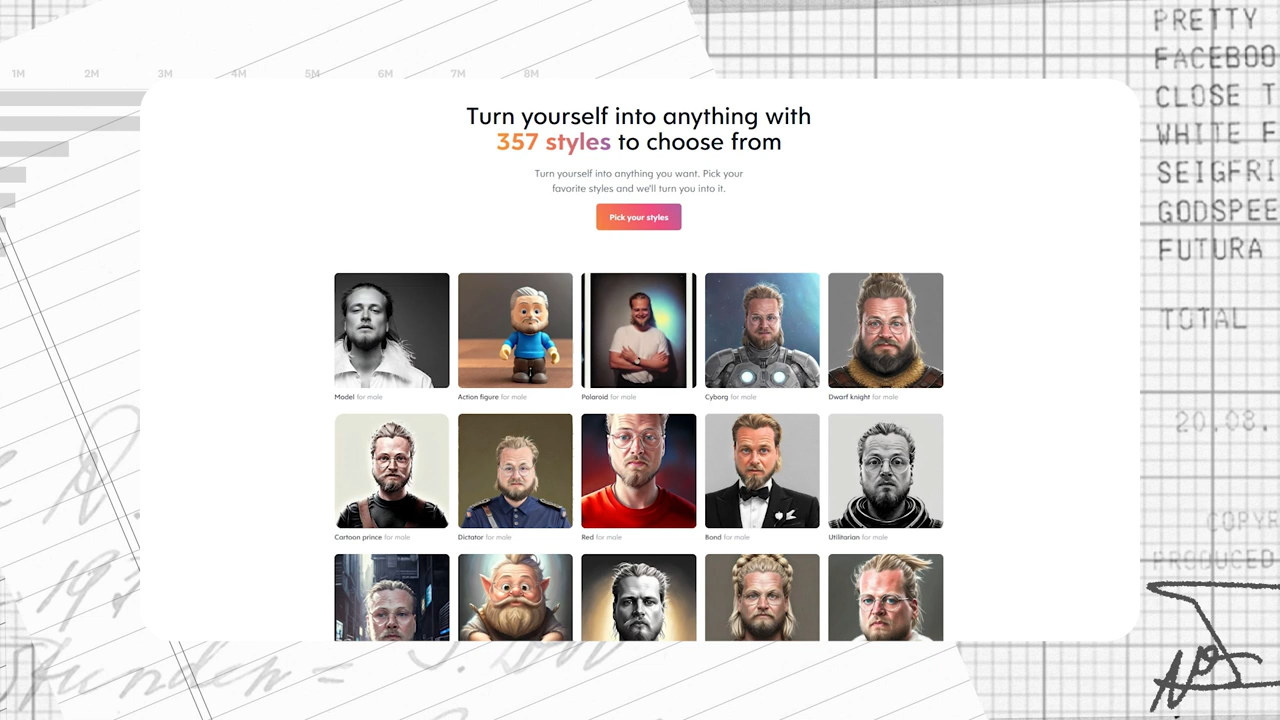 1M 2M 3M 4M 5M 6M 7M 8M
Turn yourself into anything with
357 styles to choose from
Turn yourself into anything you want. Pick your
favorite styles and we'll turn you into it.
Pick your styles
Model for male
Action figure for male
Polaroid for male
Cyborg for male
Dwarf knight for male
Cartoon prince for male
Dictator for male
Red for male
Bond for male
Utilitarian for male
PRETTY
FACEBOO
CLOSE T
WHITE F
SEIGFRI
GODSPEE
FUTURA
TOTAL
COPYR
PRODUCED